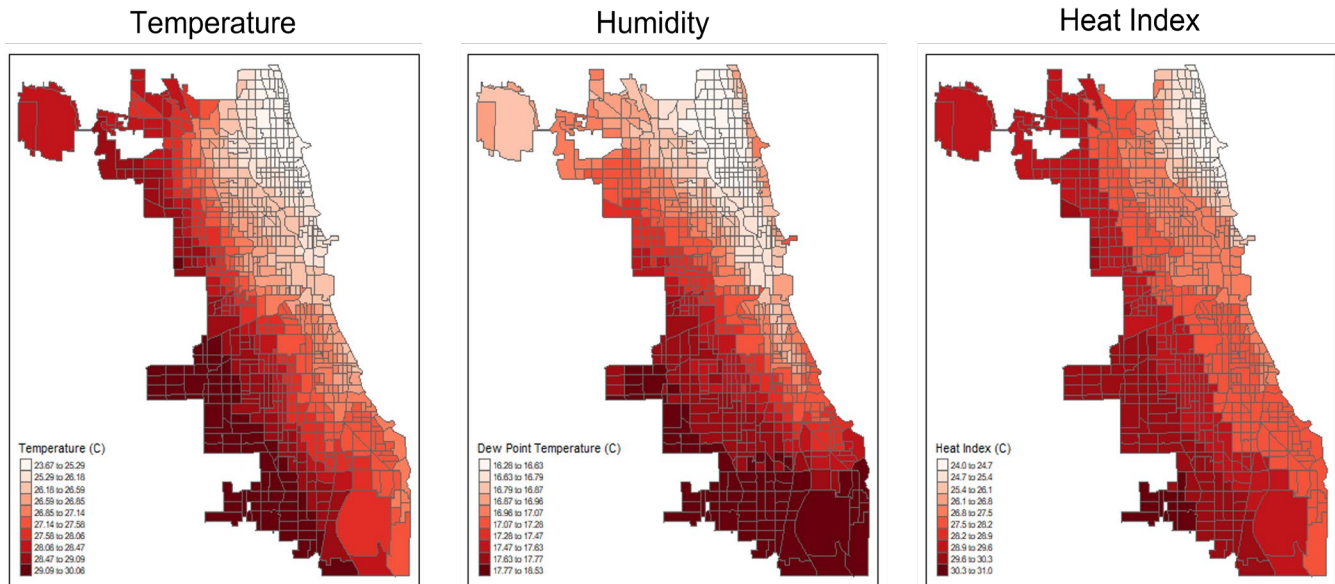 Temperature
Humidity
Heat Index
Temperature (C)
23.67 to 25.29
25.29 to 26.18
26.18 to 26.59
26.59 to 26.85
26.85 to 27.14
27.14 to 27.58
27.58 to 28.06
28.06 to 28.47
28.47 to 29.09
29.09 to 30.06
Dew Point Temperature (C)
16.28 to 16.63
16.63 to 16.79
16.79 to 16.87
16.87 to 16.96
16.96 to 17.07
17.07 to 17.28
17.28 to 17.47
17.47 to 17.63
17.63 to 17.77
17.77 to 18.53
Heat Index (C)
24.0 to 24.7
24.7 to 25.4
25.4 to 26.1
26.1 to 26.8
26.8 to 27.5
27.5 to 28.2
28.2 to 28.9
28.9 to 29.6
29.6 to 30.3
30.3 to 31.0